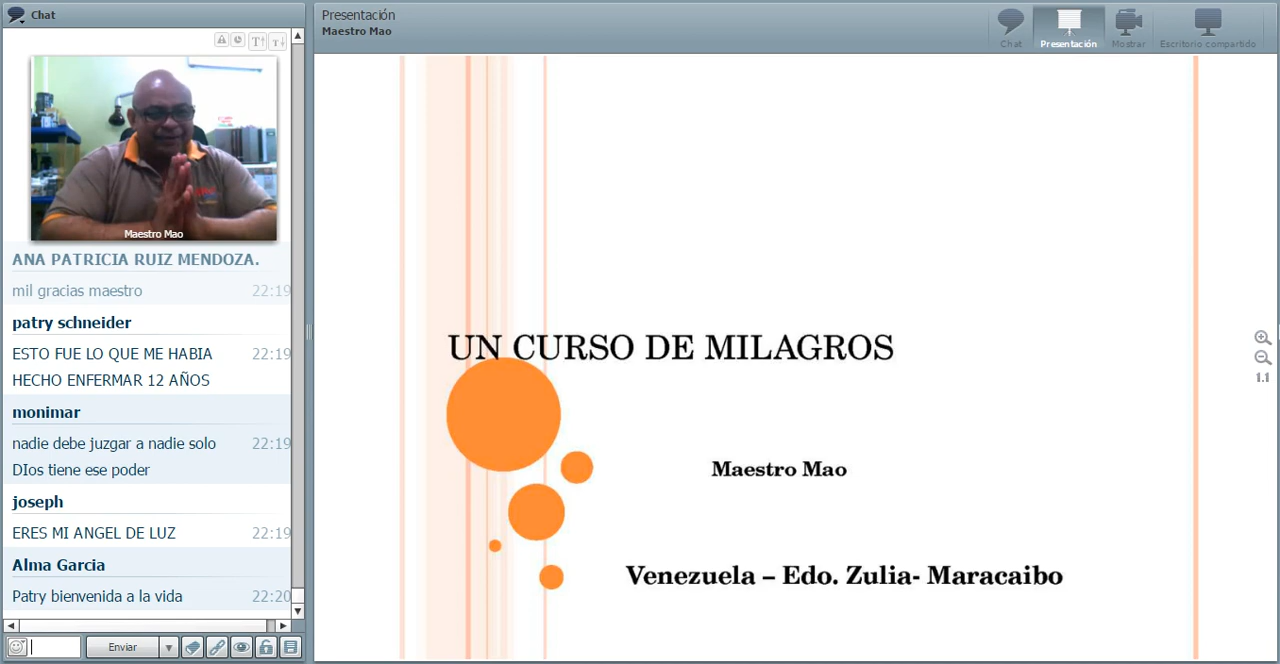 Chat
Maestro Mao
ANA PATRICIA RUIZ MENDOZA.
mil gracias maestro 22:19
patry schneider
ESTO FUE LO QUE ME HABIA 22:19
HECHO ENFERMAR 12 AÑOS
monimar
nadie debe juzgar a nadie solo 22:19
DIos tiene ese poder
joseph
ERES MI ANGEL DE LUZ 22:19
Alma Garcia
Patry bienvenida a la vida 22:20
Enviar
Presentación
Maestro Mao
Chat
Presentación
Mostrar
Escritorio compartido
UN CURSO DE MILAGROS
Maestro Mao
Venezuela – Edo. Zulia- Maracaibo
1.1